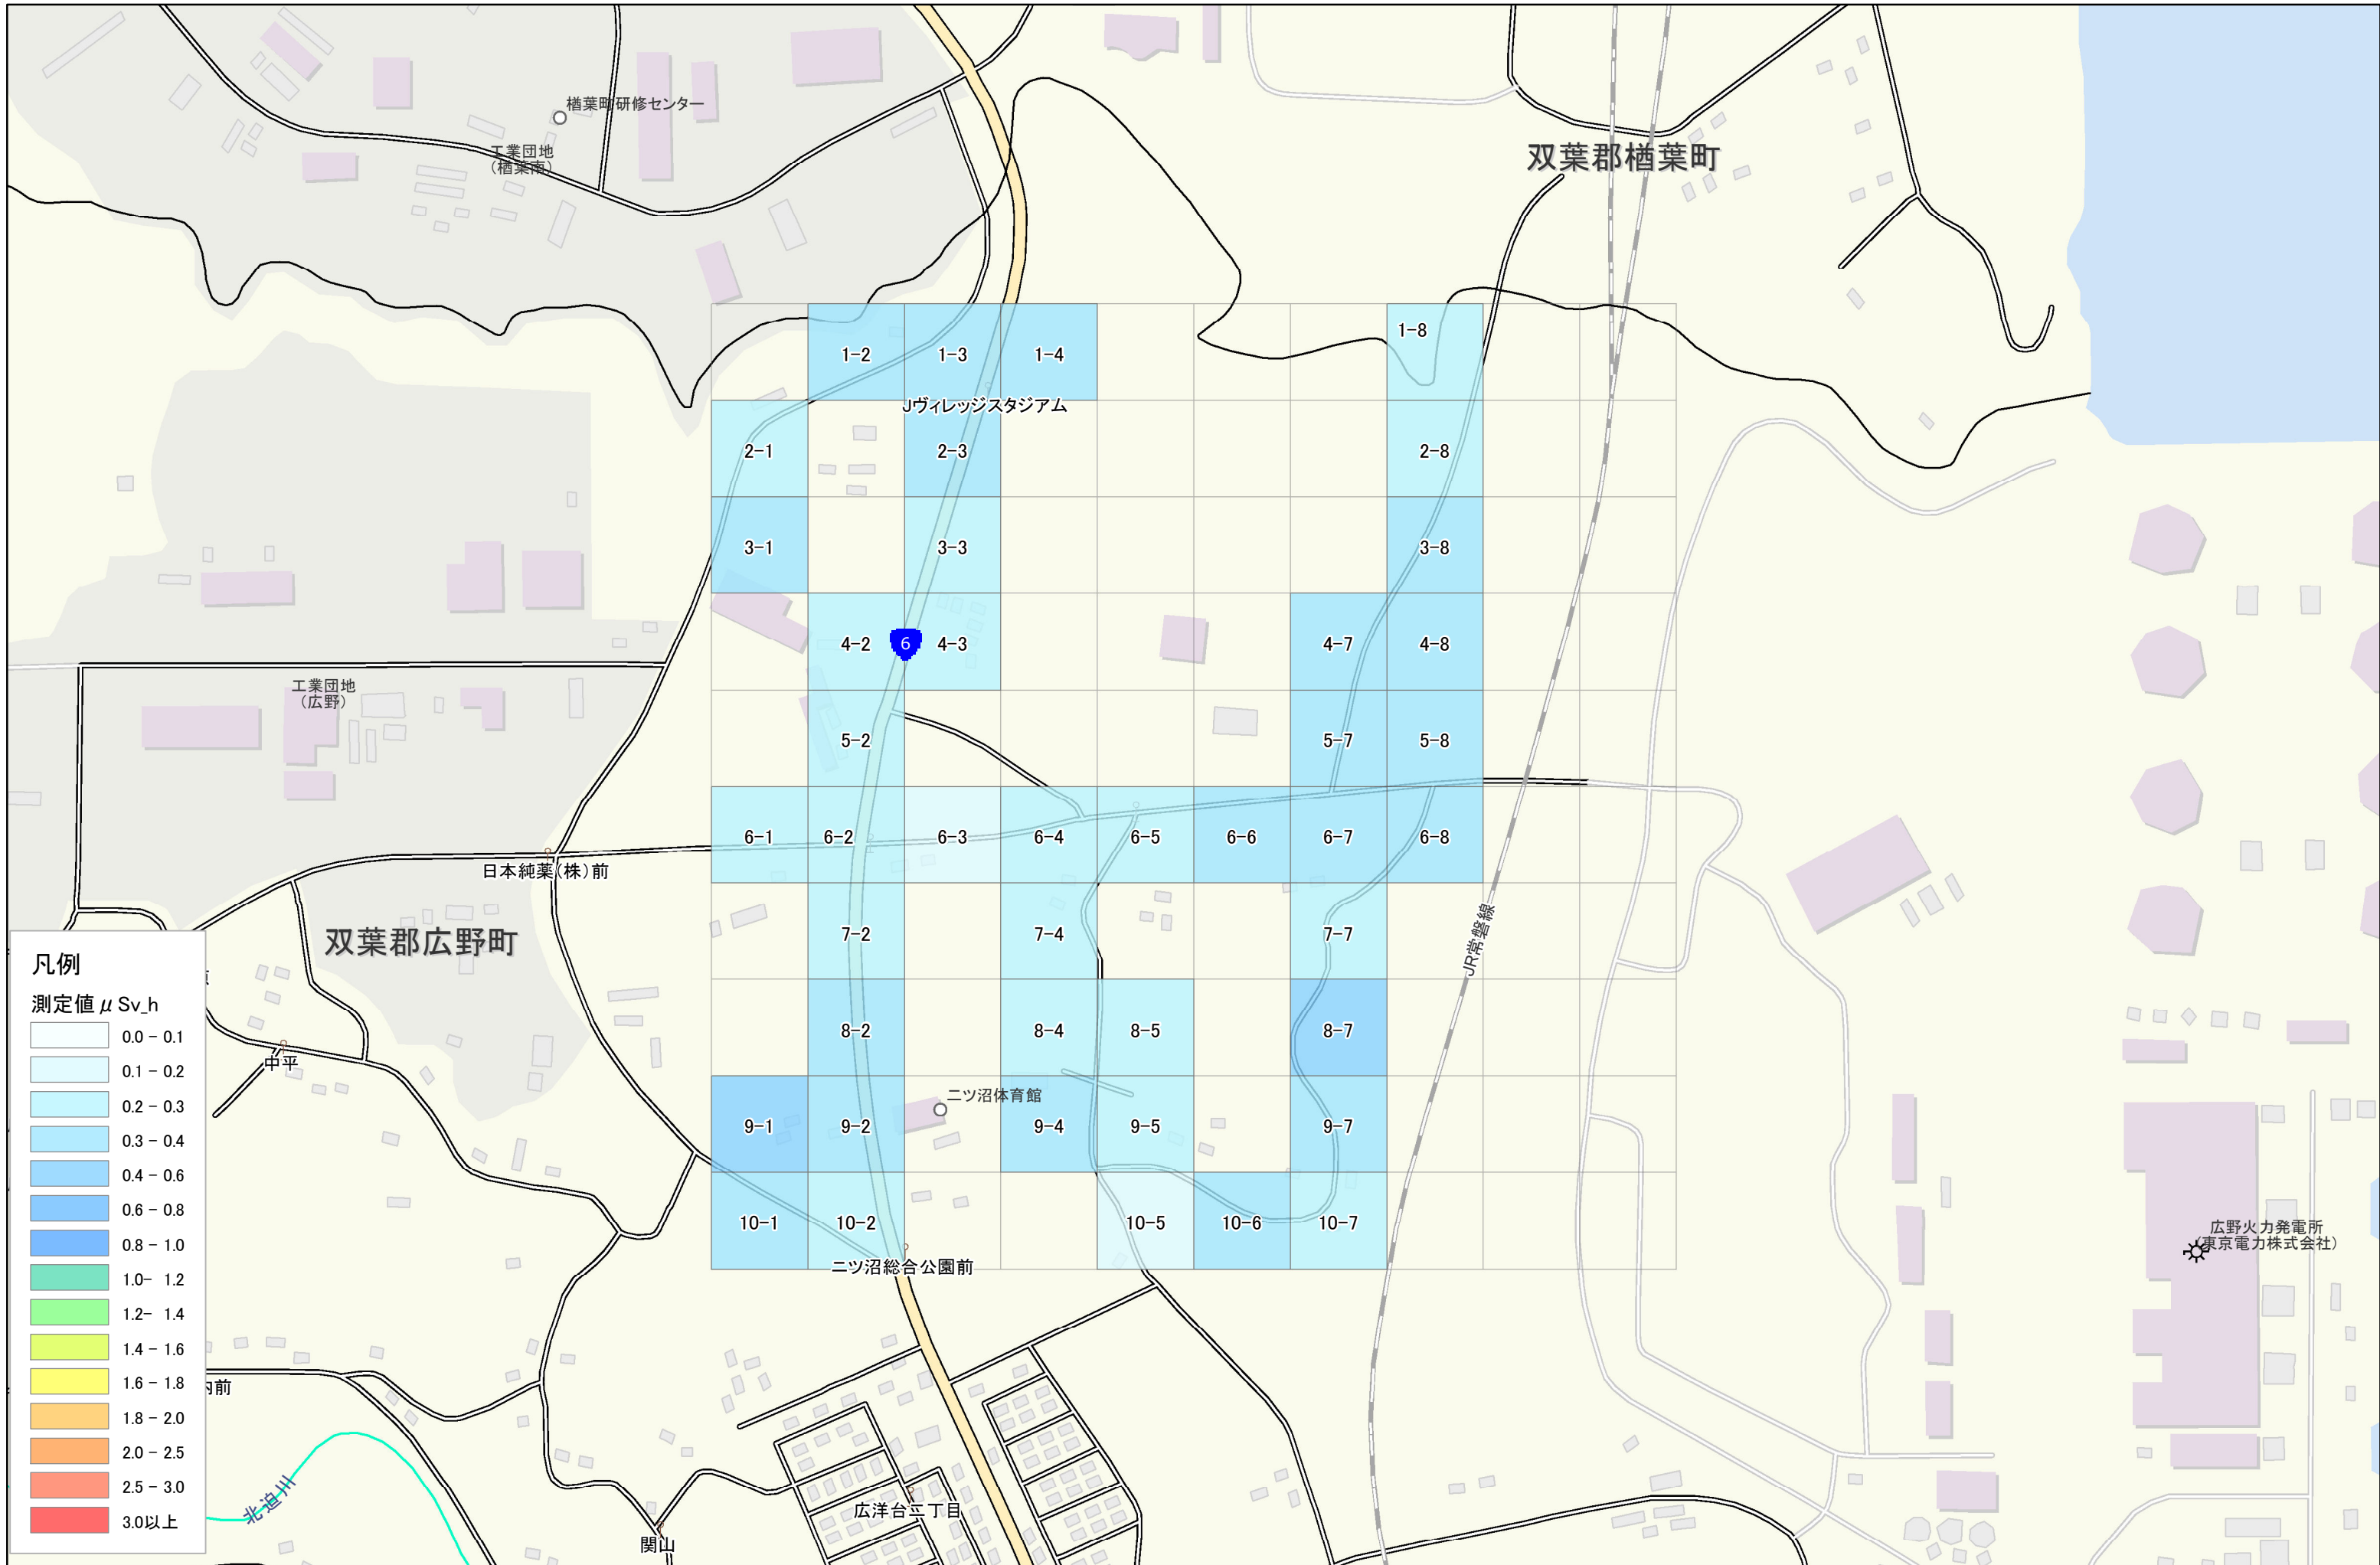 楢葉町研修センター
工業団地
（楢葉南）
双葉郡楢葉町
1-2
1-3
1-4
1-8
Jヴィレッジスタジアム
2-1
2-3
2-8
3-1
3-3
3-8
4-2
6
4-3
4-7
4-8
工業団地
（広野）
5-2
5-7
5-8
6-1
6-2
6-3
6-4
6-5
6-6
6-7
6-8
日本純薬（株）前
双葉郡広野町
7-2
7-4
7-7
JR常磐線
8-2
8-4
8-5
8-7
中平
二ツ沼体育館
9-1
9-2
9-4
9-5
9-7
10-1
10-2
10-5
10-6
10-7
二ツ沼総合公園前
広野火力発電所
（東京電力株式会社）
凡例
測定値 μ Sv_h
0.0 - 0.1
0.1 - 0.2
0.2 - 0.3
0.3 - 0.4
0.4 - 0.6
0.6 - 0.8
0.8 - 1.0
1.0- 1.2
1.2- 1.4
1.4 - 1.6
1.6 - 1.8
1.8 - 2.0
2.0 - 2.5
2.5 - 3.0
3.0以上
前
北迫川
広洋台二丁目
関山